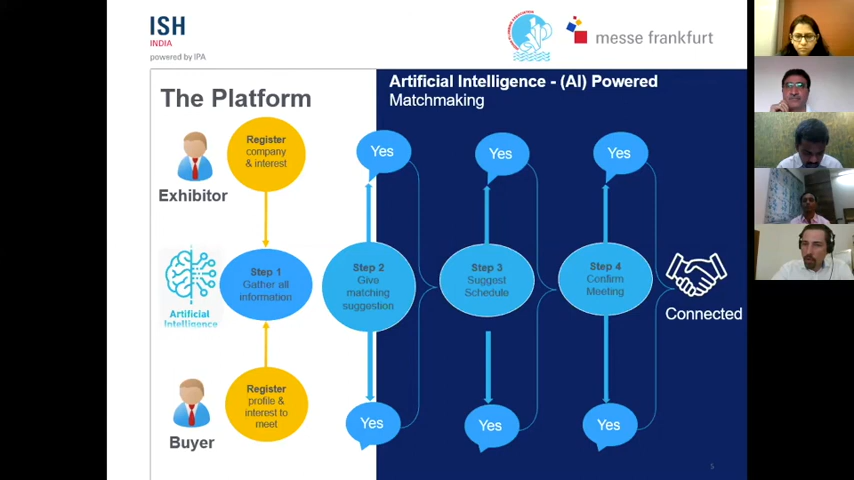 ISH
INDIA
powered by IPA
messe frankfurt
The Platform
Artificial Intelligence - (AI) Powered
Matchmaking
Register
company
& interest
Exhibitor
Yes
Yes
Yes
Step 1
Gather all
information
Artificial
Intelligence
Step 2
Give
matching
suggestion
Step 3
Suggest
Schedule
Step 4
Confirm
Meeting
Connected
Register
profile &
interest to
meet
Buyer
Yes
Yes
Yes
5